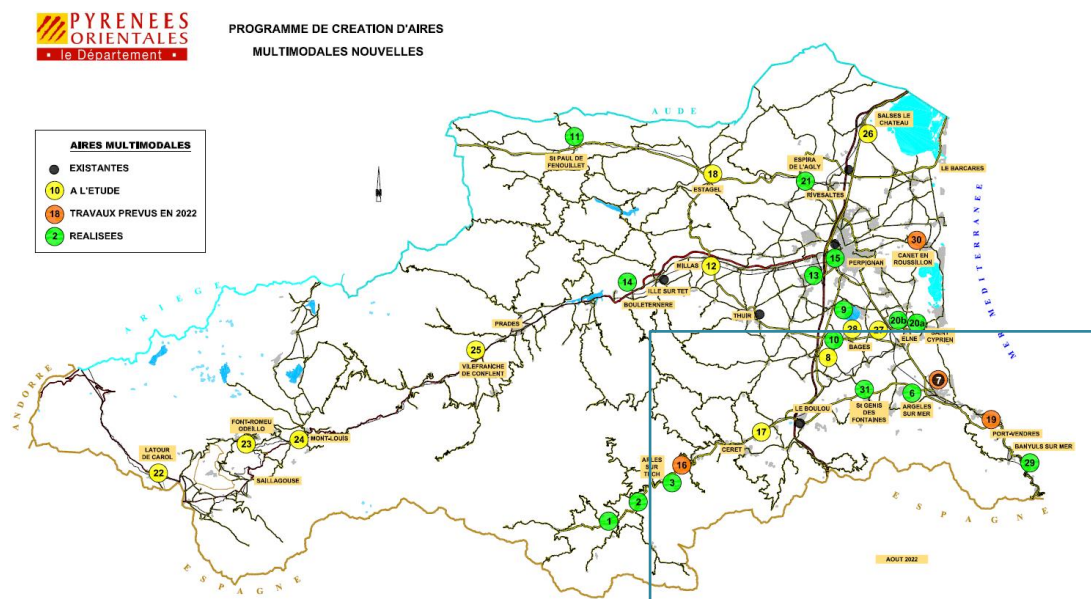 PYRENEES
ORIENTALES
le Département
PROGRAMME DE CREATION D'AIRES
MULTIMODALES NOUVELLES
AIRES MULTIMODALES
EXISTANTES
10 A L'ETUDE
18 TRAVAUX PREVUS EN 2022
2 REALISEES
AUDE
ARIEGE
ANDORRE
ESPAGNE
ESPAGNE
MER MEDITERRANEE
11
St PAUL DE
FENOUILLET
18
ESTAGEL
26
SALSES LE
CHATEAU
ESPIRA
DE L'AGLY
21
RIVESALTES
LE BARCARES
30
CANET EN
ROUSSILLON
15
PERPIGNAN
13
12
MILLAS
14
ILLE SUR TET
BOULETERNERE
THUIR
PRADES
25
VILEFRANCHE
DE CONFLENT
9
28
27
20b
20a
10
BAGES
ELNE
CYPRIEN
8
31
St GENIS
DES
FONTAINES
6
ARGELES
SUR MER
7
19
PORT-VENDRES
BANYULS SUR MER
29
LE BOULOU
17
CERET
16
ARLES
SUR
TECH
3
2
1
FONT-ROMEU
ODEILLO
23
24
MONT-LOUIS
LATOUR
DE CAROL
22
SAILLAGOUSE
AOUT 2022